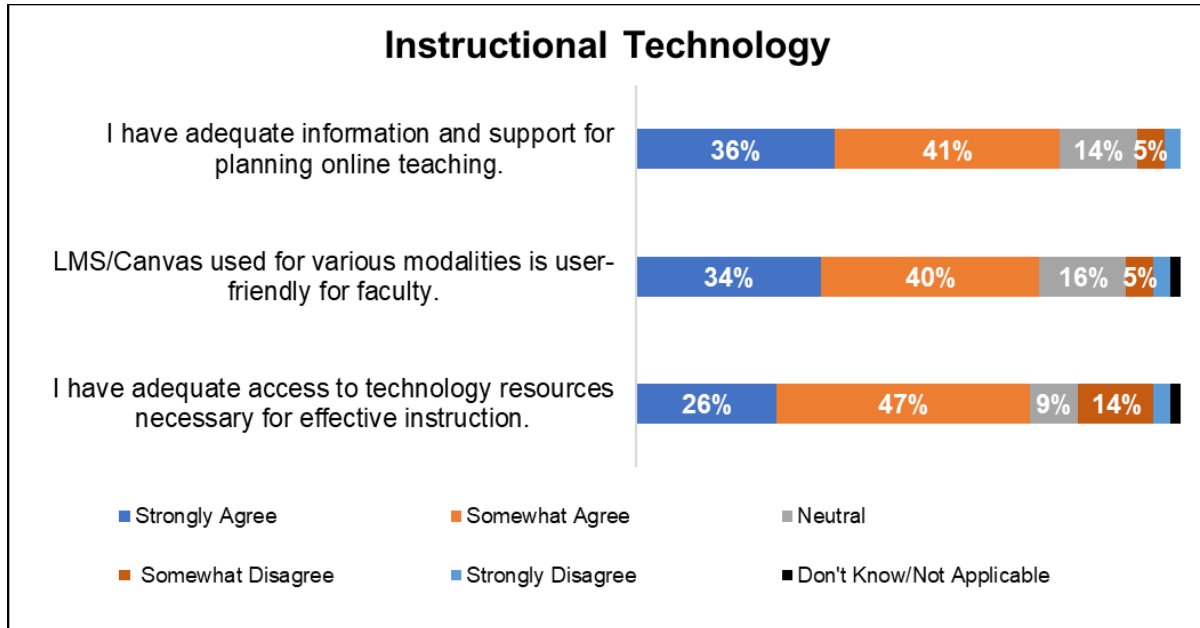 Instructional Technology
I have adequate information and support for
planning online teaching.
36% 41% 14% 5%
LMS/Canvas used for various modalities is user-
friendly for faculty.
34% 40% 16% 5%
I have adequate access to technology resources
necessary for effective instruction.
26% 47% 9% 14%
Strongly Agree Somewhat Agree Neutral
Somewhat Disagree Strongly Disagree Don't Know/Not Applicable